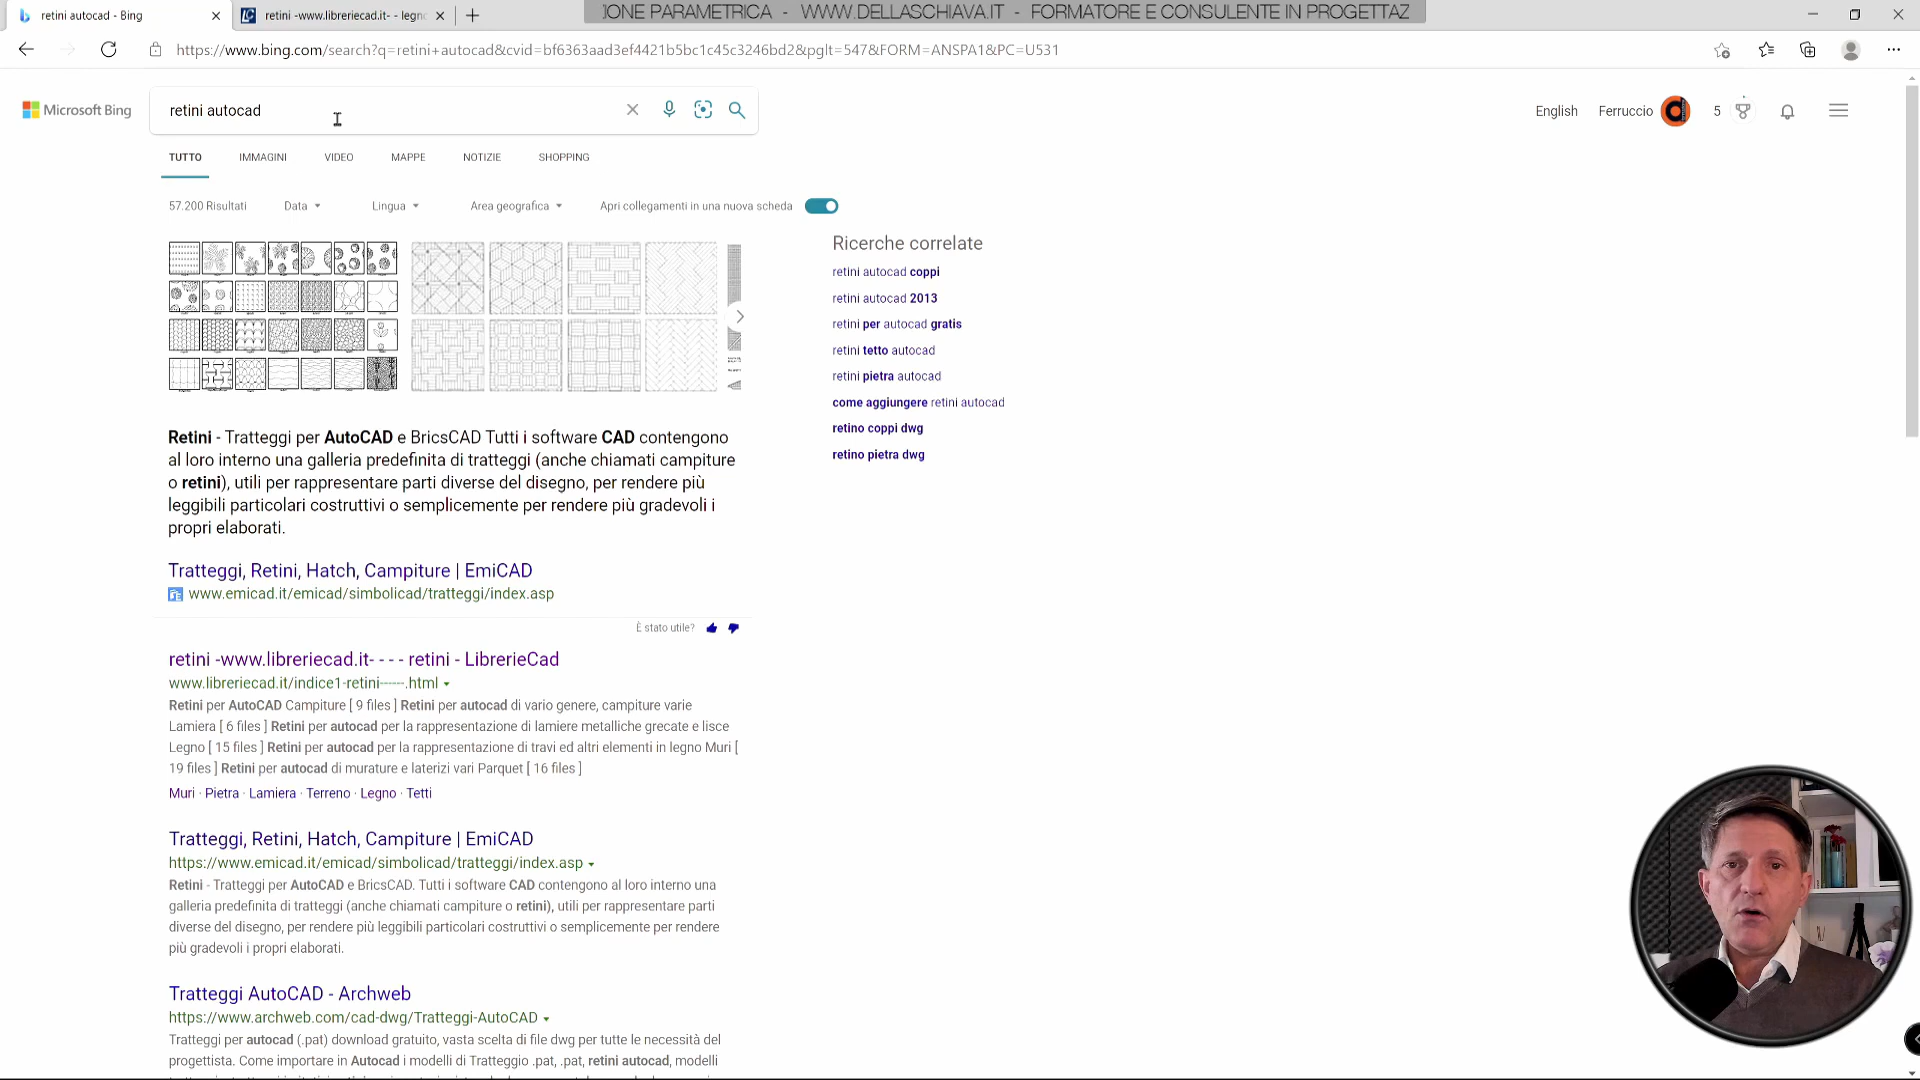 retini autocad - Bing
retini -www.libreriecad.it- - legno
IONE PARAMETRICA - WWW.DELLASCHIAVA.IT - FORMATORE E CONSULENTE IN PROGETTAZ
https://www.bing.com/search?q=retini+autocad&cvid=bf6363aad3ef4421b5bc1c45c3246bd2&pglt=547&FORM=ANSPA1&PC=U531
Microsoft Bing
retini autocad
English
Ferruccio
5
TUTTO
IMMAGINI
VIDEO
MAPPE
NOTIZIE
SHOPPING
57.200 Risultati
Data
Lingua
Area geografica
Apri collegamenti in una nuova scheda
Retini - Tratteggi per AutoCAD e BricsCAD Tutti i software CAD contengono
al loro interno una galleria predefinita di tratteggi (anche chiamati campiture
o retini), utili per rappresentare parti diverse del disegno, per rendere più
leggibili particolari costruttivi o semplicemente per rendere più gradevoli i
propri elaborati.
Tratteggi, Retini, Hatch, Campiture | EmiCAD
www.emicad.it/emicad/simbolicad/tratteggi/index.asp
È stato utile?
retini -www.libreriecad.it- - - - retini - LibrerieCad
www.libreriecad.it/indice1-retini------.html
Retini per AutoCAD Campiture [ 9 files ] Retini per autocad di vario genere, campiture varie
Lamiera [ 6 files ] Retini per autocad per la rappresentazione di lamiere metalliche grecate e lisce
Legno [ 15 files ] Retini per autocad per la rappresentazione di travi ed altri elementi in legno Muri [
19 files ] Retini per autocad di murature e laterizi vari Parquet [ 16 files ]
Muri · Pietra · Lamiera · Terreno · Legno · Tetti
Tratteggi, Retini, Hatch, Campiture | EmiCAD
https://www.emicad.it/emicad/simbolicad/tratteggi/index.asp
Retini - Tratteggi per AutoCAD e BricsCAD. Tutti i software CAD contengono al loro interno una
galleria predefinita di tratteggi (anche chiamati campiture o retini), utili per rappresentare parti
diverse del disegno, per rendere più leggibili particolari costruttivi o semplicemente per rendere
più gradevoli i propri elaborati.
Tratteggi AutoCAD - Archweb
https://www.archweb.com/cad-dwg/Tratteggi-AutoCAD
Tratteggi per autocad (.pat) download gratuito, vasta scelta di file dwg per tutte le necessità del
progettista. Come importare in Autocad i modelli di Tratteggio .pat, .pat, retini autocad, modelli
Ricerche correlate
retini autocad coppi
retini autocad 2013
retini per autocad gratis
retini tetto autocad
retini pietra autocad
come aggiungere retini autocad
retino coppi dwg
retino pietra dwg